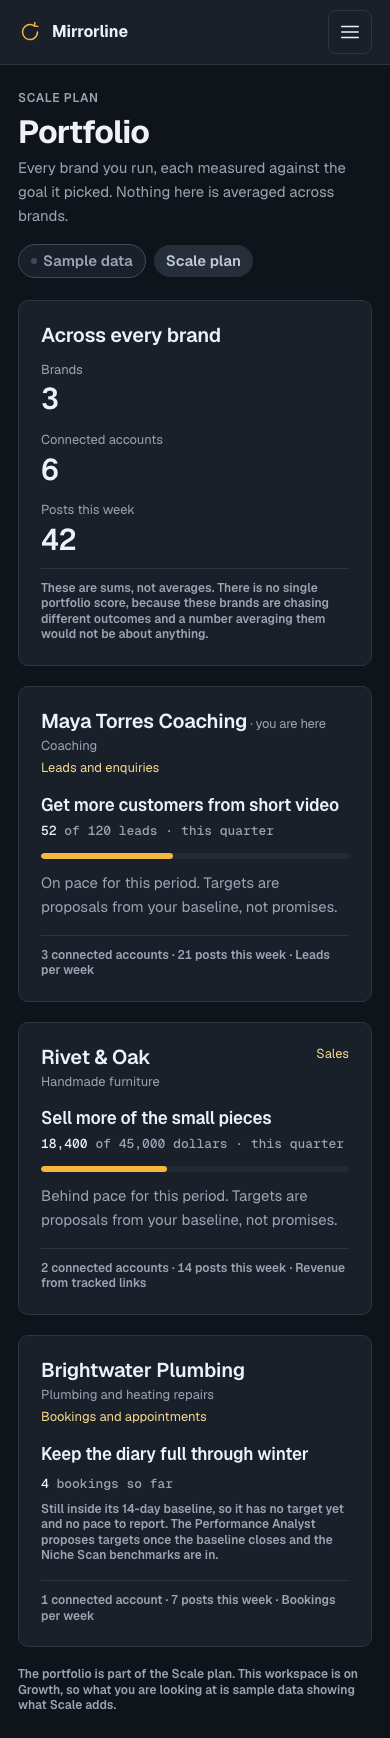 Mirrorline
SCALE PLAN
Portfolio
Every brand you run, each measured against the
goal it picked. Nothing here is averaged across
brands.
Sample data
Scale plan
Across every brand
Brands
3
Connected accounts
6
Posts this week
42
These are sums, not averages. There is no single
portfolio score, because these brands are chasing
different outcomes and a number averaging them
would not be about anything.
Maya Torres Coaching · you are here
Coaching
Leads and enquiries
Get more customers from short video
52 of 120 leads · this quarter
On pace for this period. Targets are
proposals from your baseline, not promises.
3 connected accounts · 21 posts this week · Leads
per week
Rivet & Oak
Sales
Handmade furniture
Sell more of the small pieces
18,400 of 45,000 dollars · this quarter
Behind pace for this period. Targets are
proposals from your baseline, not promises.
2 connected accounts · 14 posts this week · Revenue
from tracked links
Brightwater Plumbing
Plumbing and heating repairs
Bookings and appointments
Keep the diary full through winter
4 bookings so far
Still inside its 14-day baseline, so it has no target yet
and no pace to report. The Performance Analyst
proposes targets once the baseline closes and the
Niche Scan benchmarks are in.
1 connected account · 7 posts this week · Bookings
per week
The portfolio is part of the Scale plan. This workspace is on
Growth, so what you are looking at is sample data showing
what Scale adds.